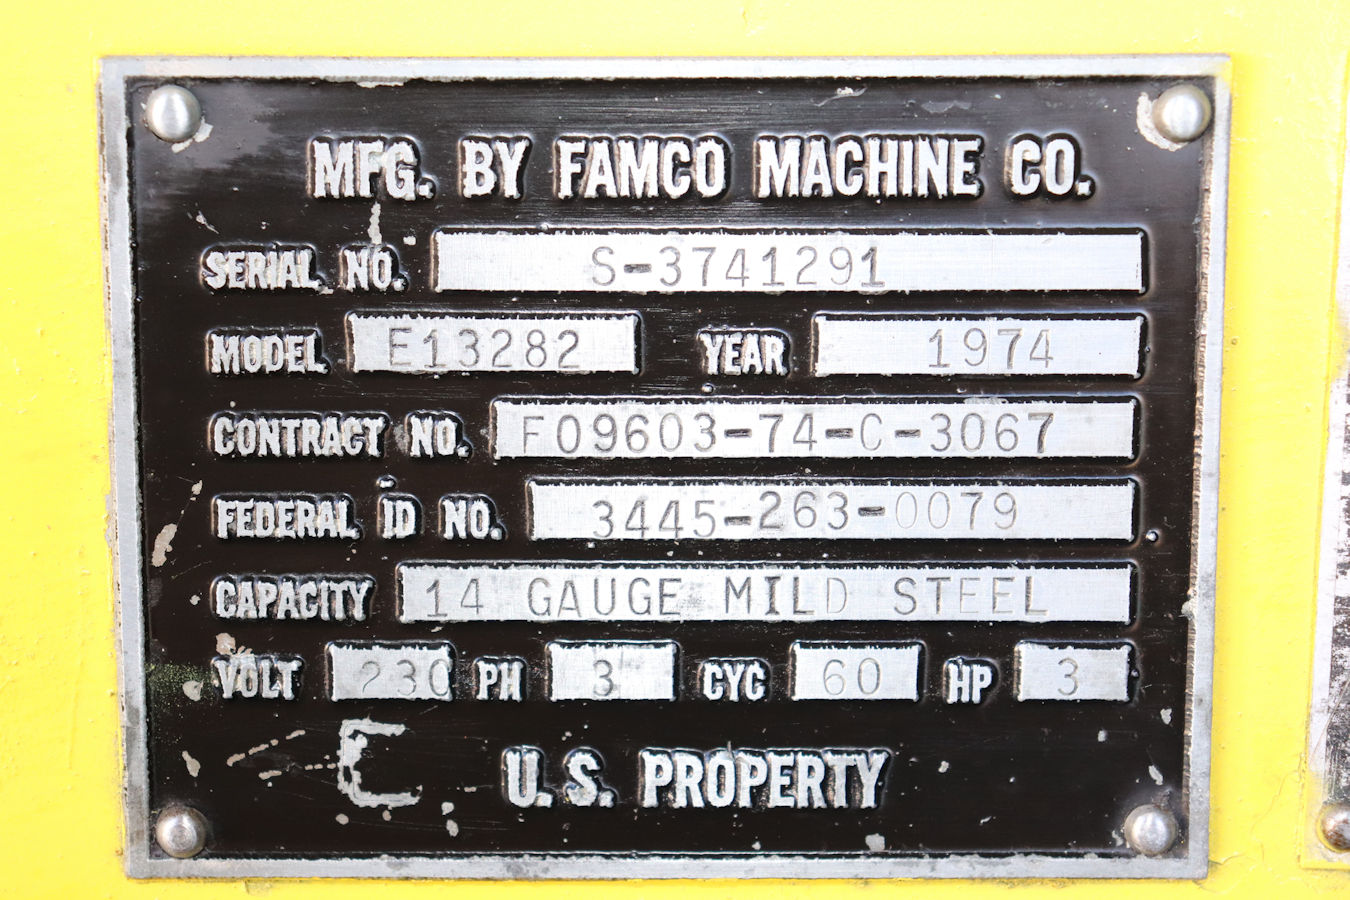 MFG. BY FAMCO MACHINE CO.
SERIAL NO. S-3741291
MODEL E13282 YEAR 1974
CONTRACT NO. F09603-74-C-3067
FEDERAL ID NO. 3445-263-0079
CAPACITY 14 GAUGE MILD STEEL
VOLT 230 PH 3 CYC 60 HP 3
U.S. PROPERTY